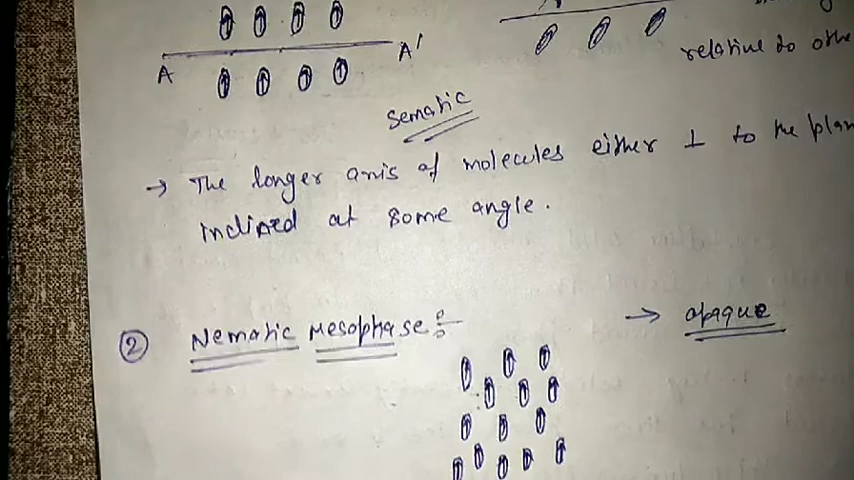 A A'
relative to othe
Sematic
→ The longer axis of molecules either ⊥ to the plan
inclined at some angle.
② Nematic Mesophase :- → opaque